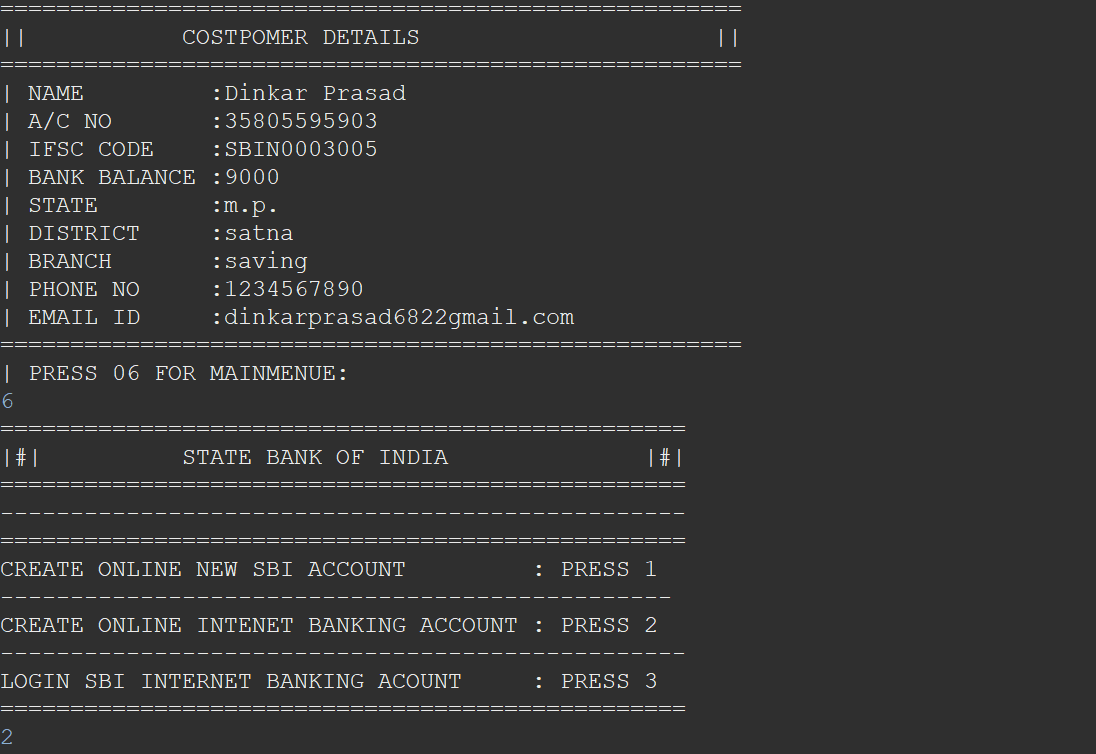 =====================================================
|| COSTPOMER DETAILS ||
=====================================================
| NAME :Dinkar Prasad
| A/C NO :35805595903
| IFSC CODE :SBIN0003005
| BANK BALANCE :9000
| STATE :m.p.
| DISTRICT :satna
| BRANCH :saving
| PHONE NO :1234567890
| EMAIL ID :dinkarprasad6822gmail.com
=====================================================
| PRESS 06 FOR MAINMENUE:
6
=================================================
|#| STATE BANK OF INDIA |#|
=================================================
-------------------------------------------------
=================================================
CREATE ONLINE NEW SBI ACCOUNT : PRESS 1
------------------------------------------------
CREATE ONLINE INTENET BANKING ACCOUNT : PRESS 2
-------------------------------------------------
LOGIN SBI INTERNET BANKING ACOUNT : PRESS 3
=================================================
2